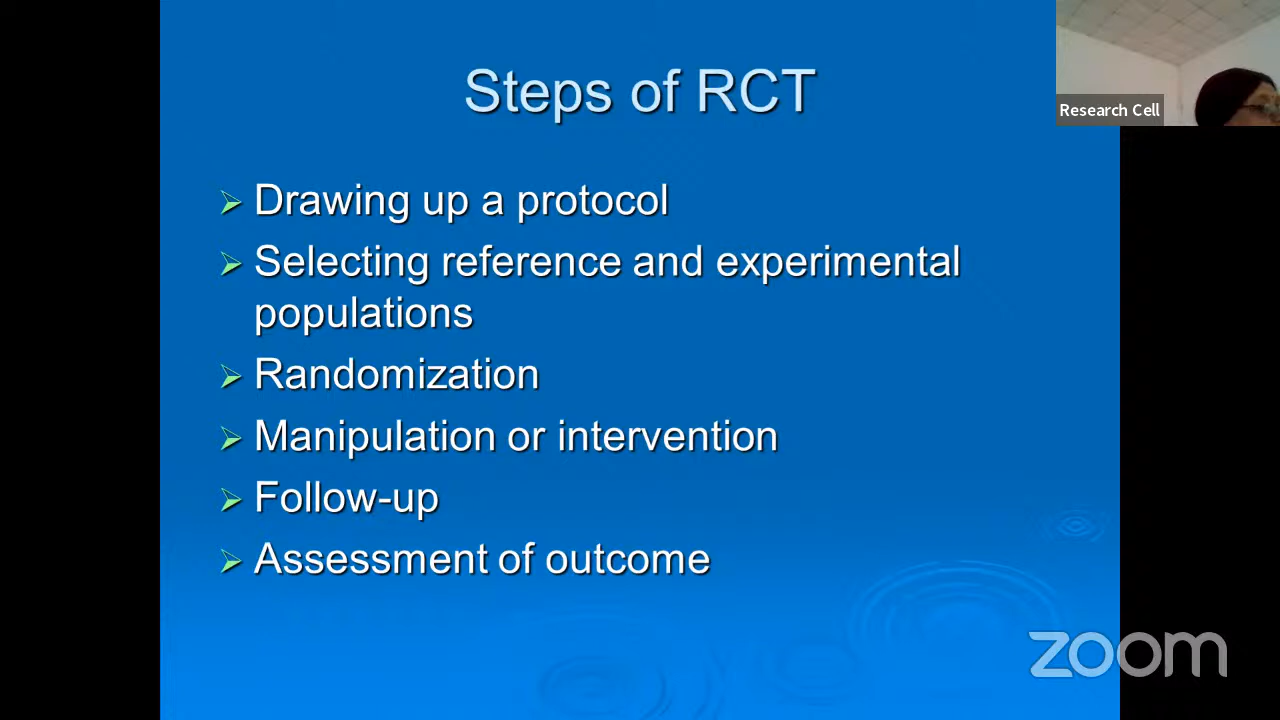 Steps of RCT
Research Cell
Drawing up a protocol
Selecting reference and experimental
populations
Randomization
Manipulation or intervention
Follow-up
Assessment of outcome
zoom